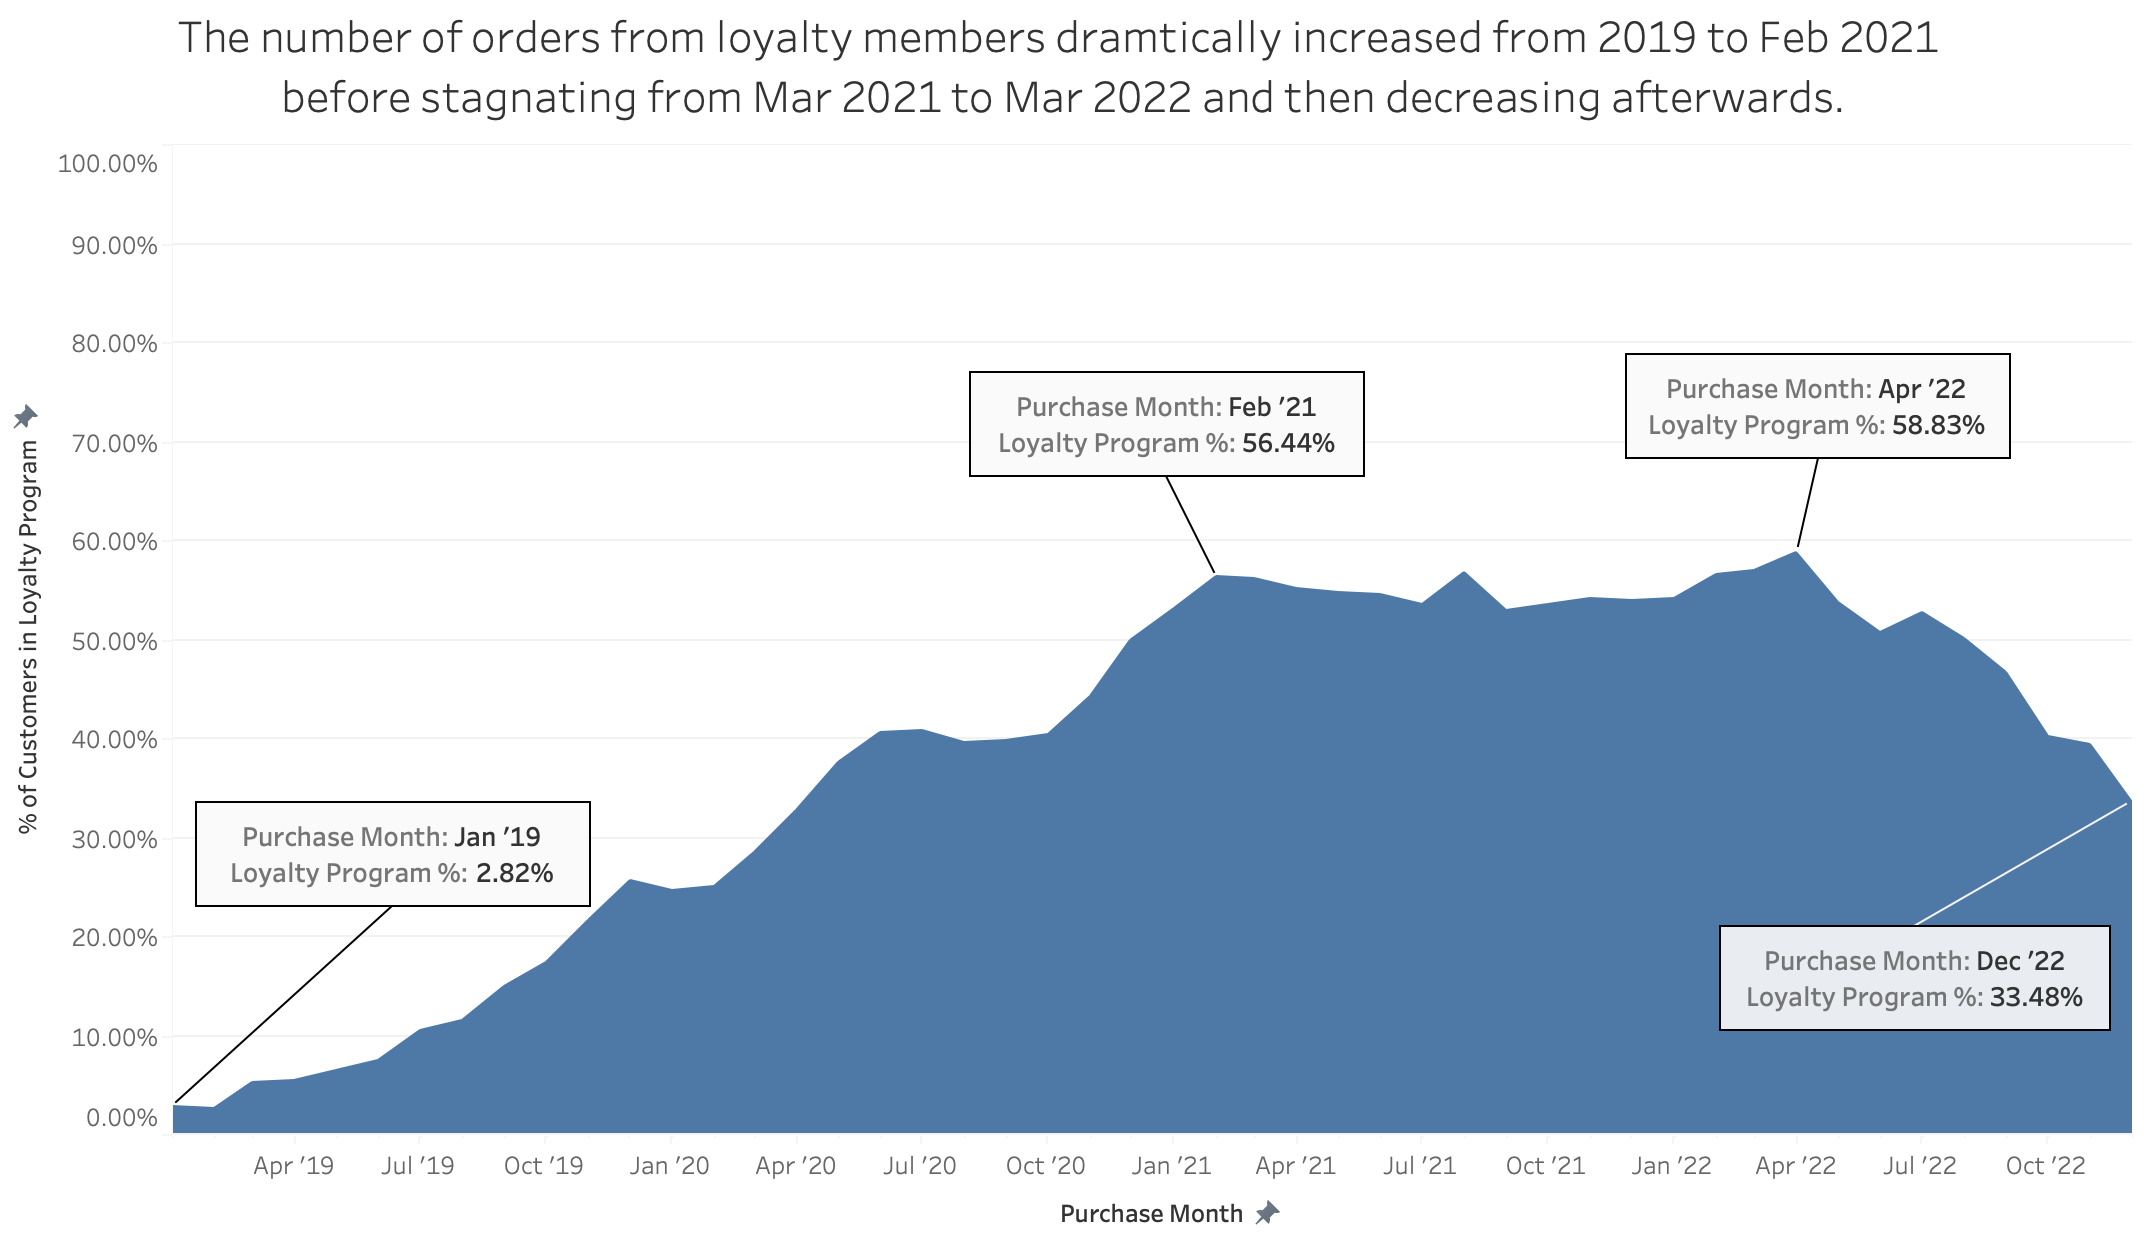 The number of orders from loyalty members dramtically increased from 2019 to Feb 2021
before stagnating from Mar 2021 to Mar 2022 and then decreasing afterwards.
% of Customers in Loyalty Program
100.00%
90.00%
80.00%
70.00%
60.00%
50.00%
40.00%
30.00%
20.00%
10.00%
0.00%
Purchase Month: Jan ’19
Loyalty Program %: 2.82%
Purchase Month: Feb ’21
Loyalty Program %: 56.44%
Purchase Month: Apr ’22
Loyalty Program %: 58.83%
Purchase Month: Dec ’22
Loyalty Program %: 33.48%
Apr ’19 Jul ’19 Oct ’19 Jan ’20 Apr ’20 Jul ’20 Oct ’20 Jan ’21 Apr ’21 Jul ’21 Oct ’21 Jan ’22 Apr ’22 Jul ’22 Oct ’22
Purchase Month